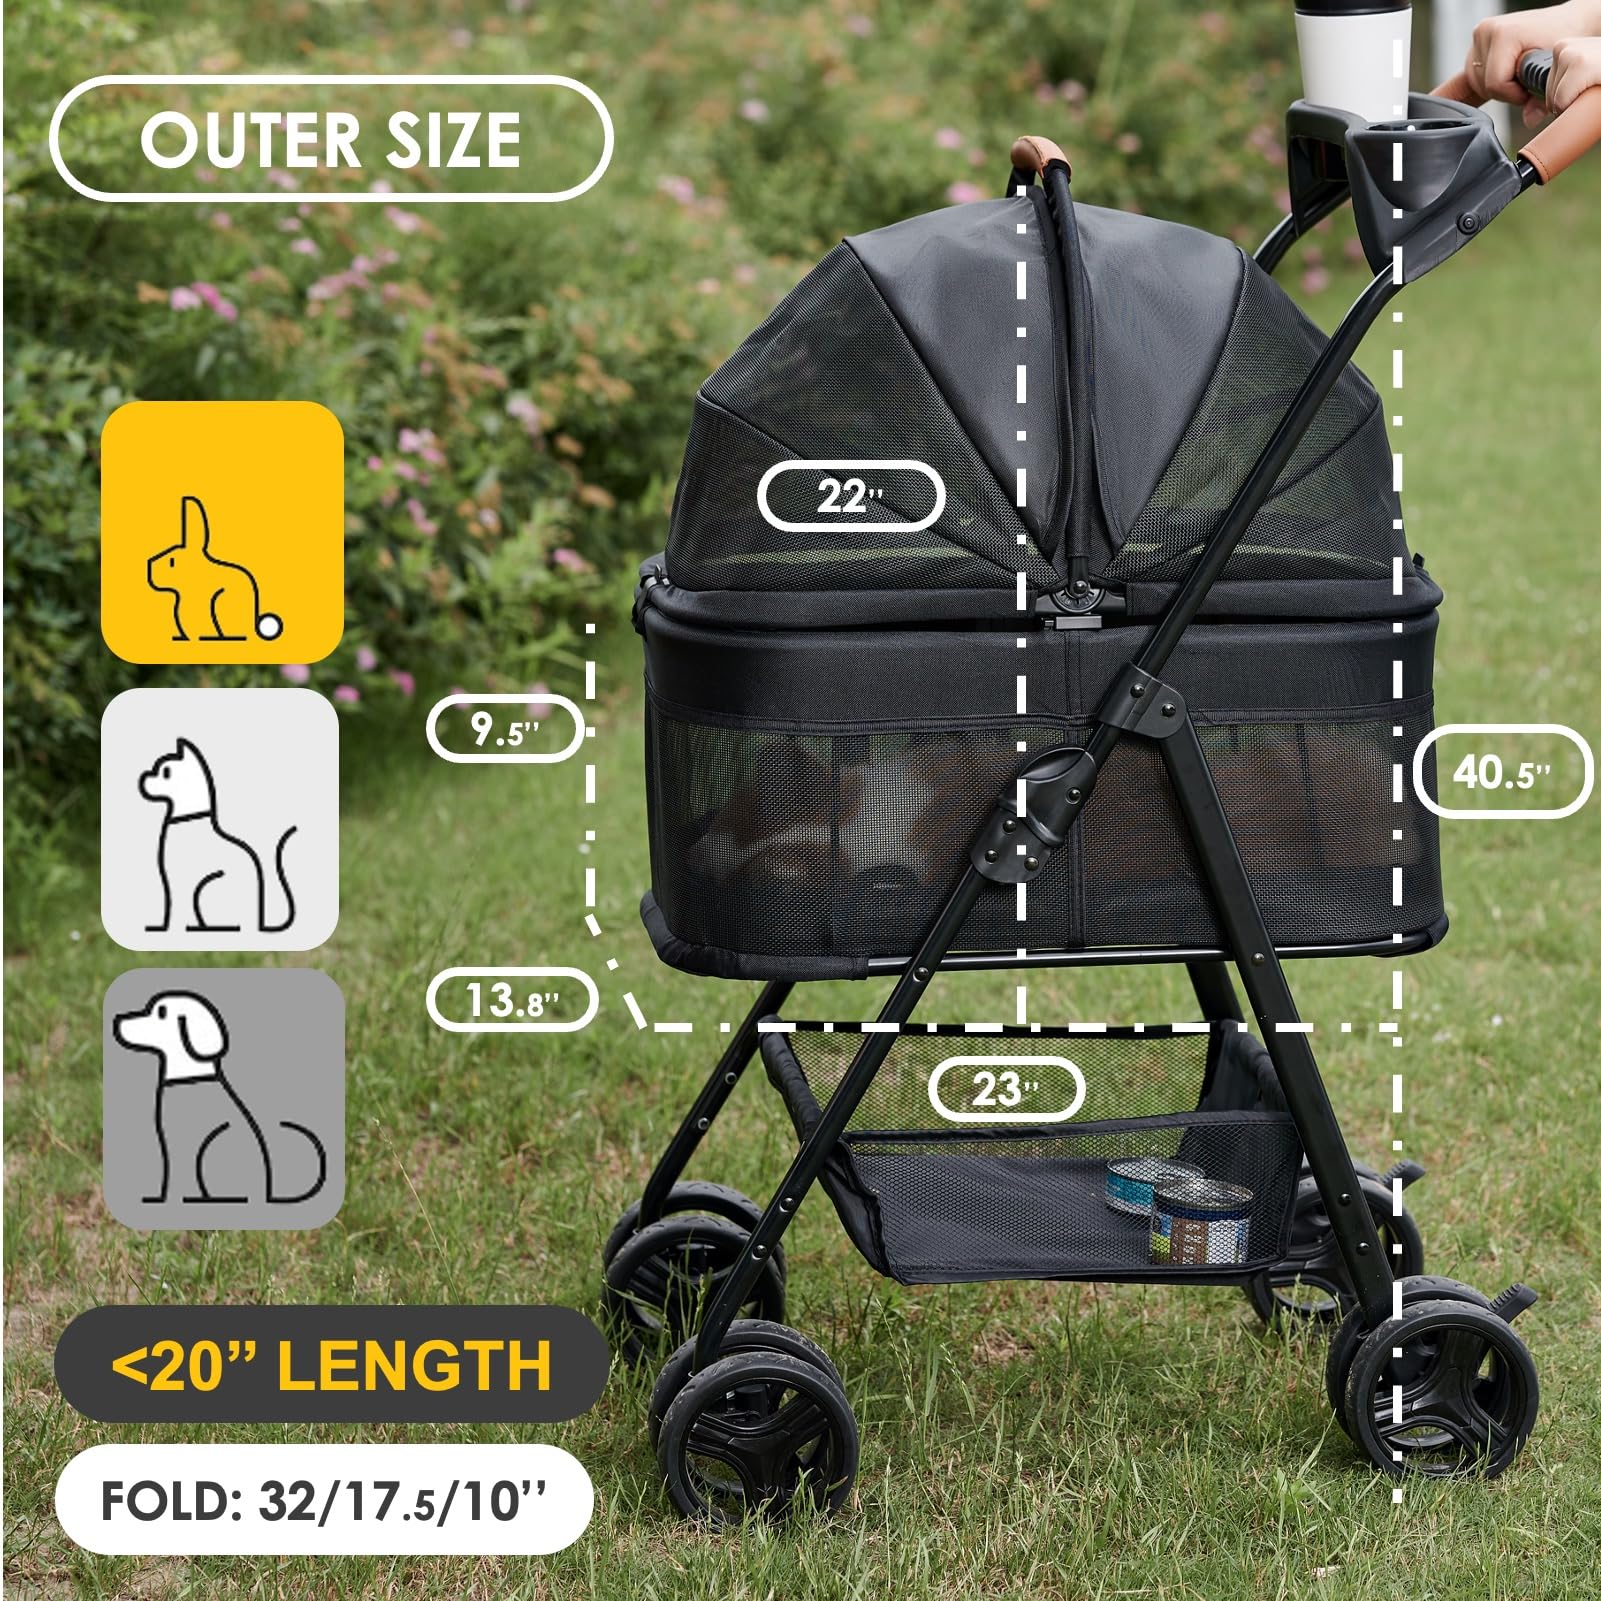 OUTER SIZE
22’’
9.5’’
40.5’’
13.8’’
23’’
<20” LENGTH
FOLD: 32/17.5/10’’